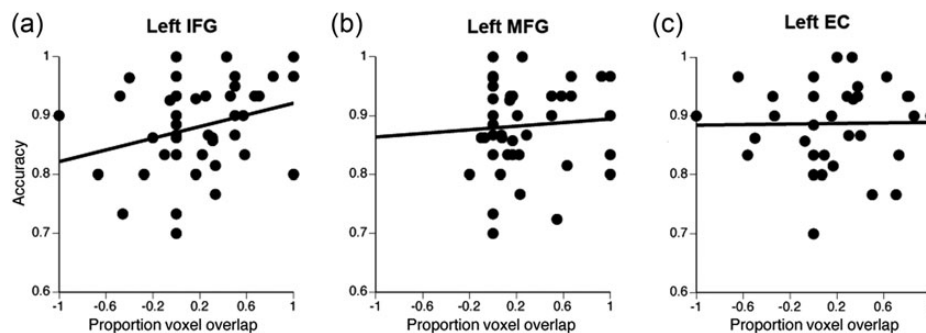 (a) Left IFG (b) Left MFG (c) Left EC
1 1 1
0.9 0.9 0.9
Accuracy
0.8 0.8 0.8
0.7 0.7 0.7
0.6 0.6 0.6
-1 -0.6 -0.2 0.2 0.6 1 -1 -0.6 -0.2 0.2 0.6 1 -1 -0.6 -0.2 0.2 0.6
Proportion voxel overlap Proportion voxel overlap Proportion voxel overlap